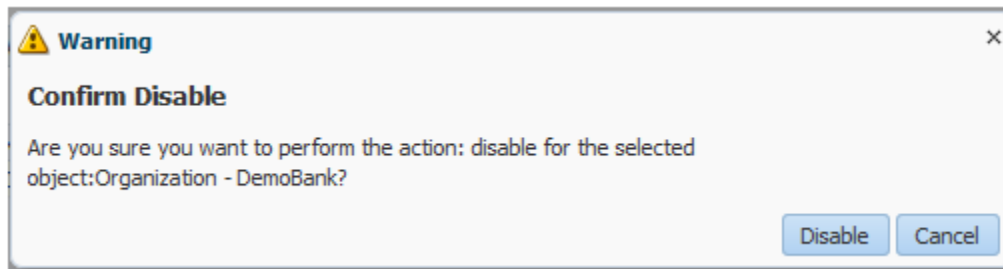 Warning
Confirm Disable
Are you sure you want to perform the action: disable for the selected
object:Organization - DemoBank?
Disable Cancel